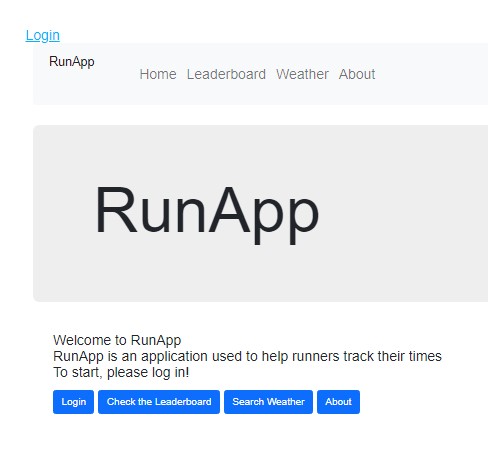 Login
RunApp
Home Leaderboard Weather About
RunApp
Welcome to RunApp
RunApp is an application used to help runners track their times
To start, please log in!
Login Check the Leaderboard Search Weather About